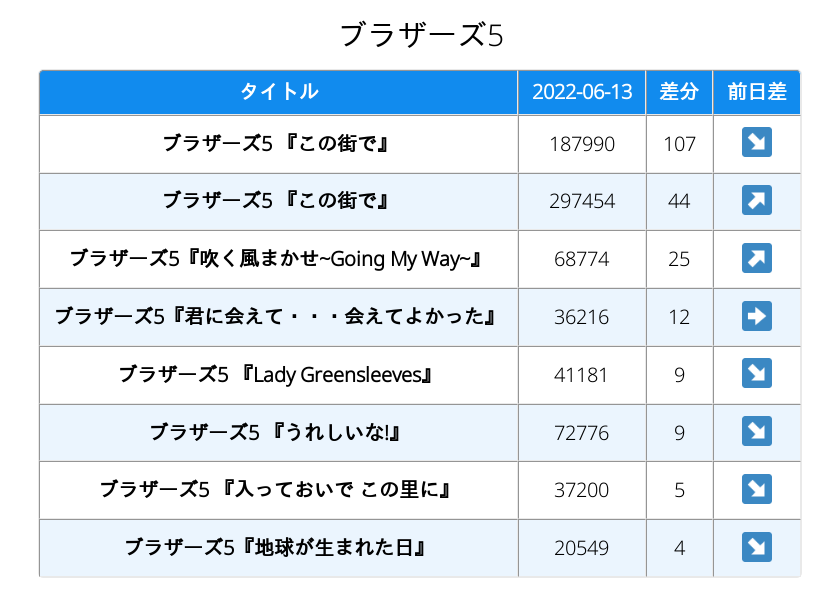 ブラザーズ5
タイトル 2022-06-13 差分 前日差
ブラザーズ5 『この街で』 187990 107 ↘
ブラザーズ5 『この街で』 297454 44 ↗
ブラザーズ5『吹く風まかせ~Going My Way~』 68774 25 ↗
ブラザーズ5『君に会えて・・・会えてよかった』 36216 12 ➡
ブラザーズ5 『Lady Greensleeves』 41181 9 ↘
ブラザーズ5 『うれしいな!』 72776 9 ↘
ブラザーズ5 『入っておいで この里に』 37200 5 ↘
ブラザーズ5『地球が生まれた日』 20549 4 ↘